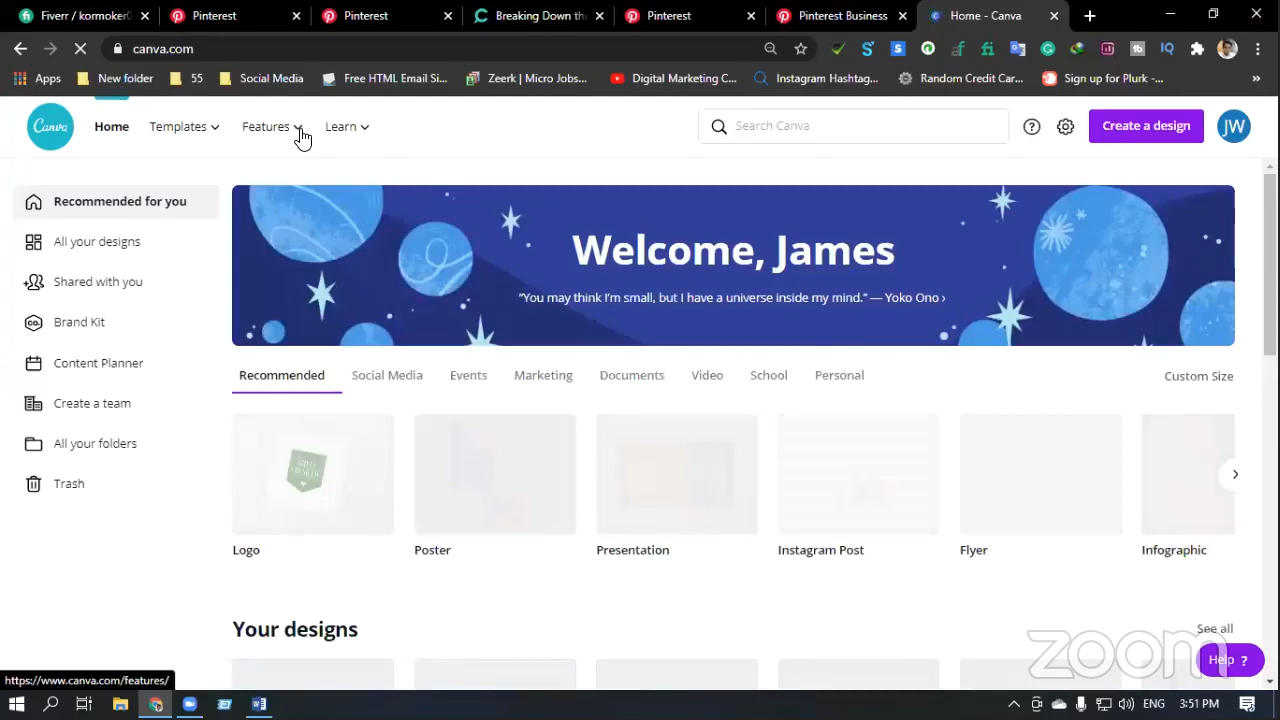 Fiverr / komoker0
Pinterest
Pinterest
Breaking Down th
Pinterest
Pinterest Business
Home - Canva
canva.com
Apps
New folder
55
Social Media
Free HTML Email Si...
Zeerk | Micro Jobs...
Digital Marketing C...
Instagram Hashtag...
Random Credit Car...
Sign up for Plurk -...
Canva
Home
Templates
Features
Learn
Search Canva
Create a design
JW
Recommended for you
All your designs
Shared with you
Brand Kit
Content Planner
Create a team
All your folders
Trash
Welcome, James
"You may think I'm small, but I have a universe inside my mind." — Yoko Ono ›
Recommended
Social Media
Events
Marketing
Documents
Video
School
Personal
Custom Size
Logo
Poster
Presentation
Instagram Post
Flyer
Infographic
Your designs
See all
zoom
Help ?
https://www.canva.com/features/
ENG
3:51 PM